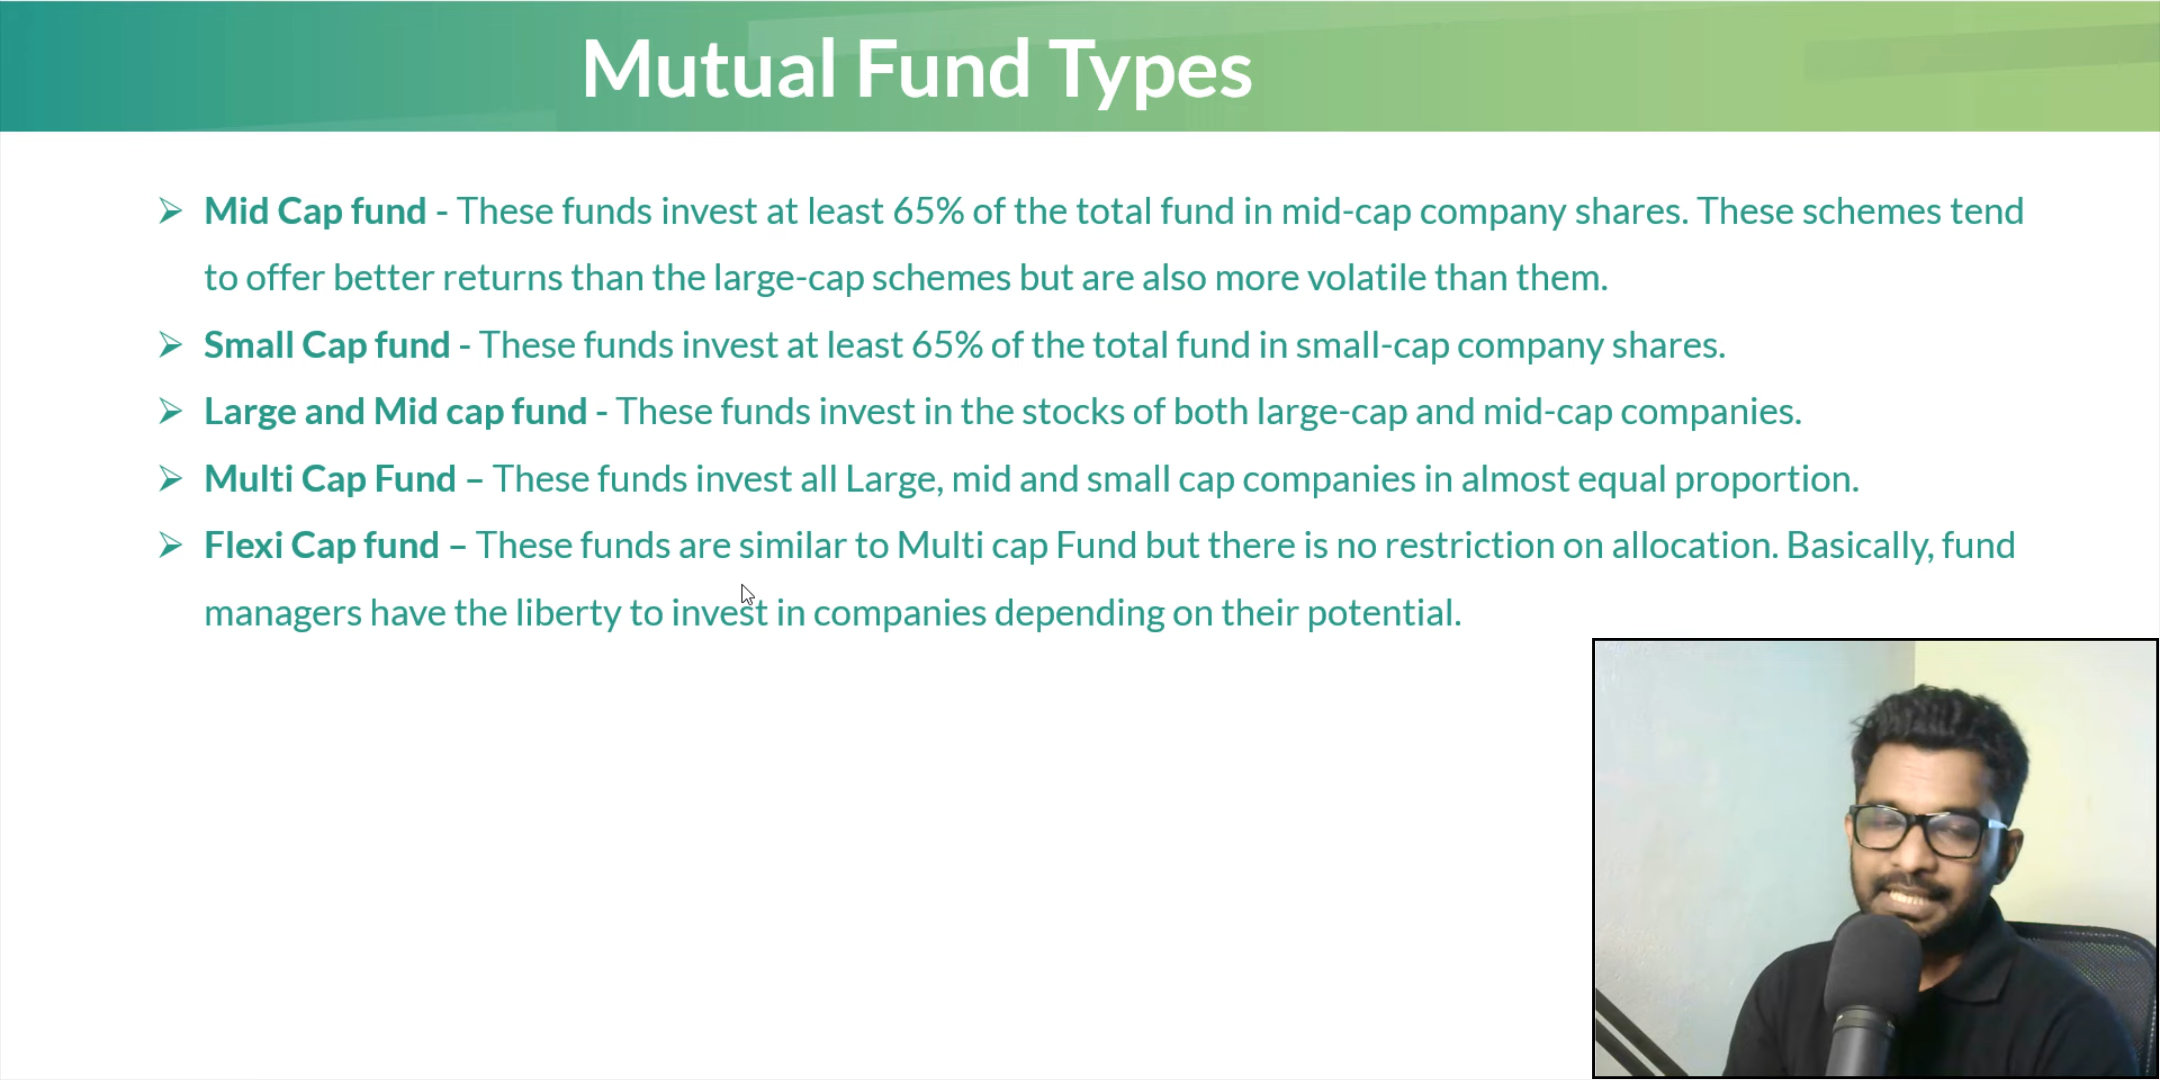 Mutual Fund Types
➢ Mid Cap fund - These funds invest at least 65% of the total fund in mid-cap company shares. These schemes tend
to offer better returns than the large-cap schemes but are also more volatile than them.
➢ Small Cap fund - These funds invest at least 65% of the total fund in small-cap company shares.
➢ Large and Mid cap fund - These funds invest in the stocks of both large-cap and mid-cap companies.
➢ Multi Cap Fund – These funds invest all Large, mid and small cap companies in almost equal proportion.
➢ Flexi Cap fund – These funds are similar to Multi cap Fund but there is no restriction on allocation. Basically, fund
managers have the liberty to invest in companies depending on their potential.